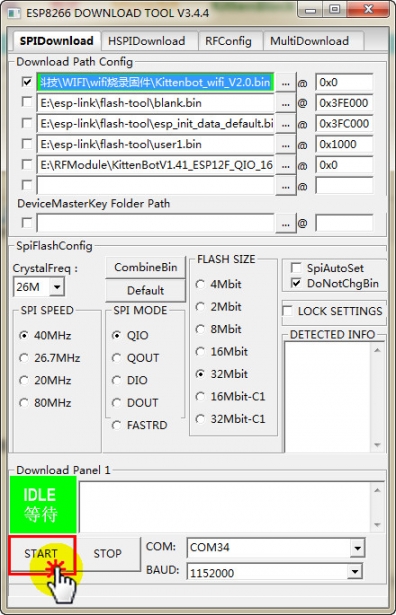 ESP8266 DOWNLOAD TOOL V3.4.4
SPIDownload HSPIDownload RFConfig MultiDownload
Download Path Config
科技\WIFI\wifi烧录固件\Kittenbot_wifi_V2.0.bin ... @ 0x0
E:\esp-link\flash-tool\blank.bin ... @ 0x3FE000
E:\esp-link\flash-tool\esp_init_data_default.bi ... @ 0x3FC000
E:\esp-link\flash-tool\user1.bin ... @ 0x1000
E:\RFModule\KittenBotV1.41_ESP12F_QIO_16 ... @ 0x0
... @
DeviceMasterKey Folder Path
... @
SpiFlashConfig
CrystalFreq :
26M
CombineBin
Default
SPI SPEED
40MHz
26.7MHz
20MHz
80MHz
SPI MODE
QIO
QOUT
DIO
DOUT
FASTRD
FLASH SIZE
4Mbit
2Mbit
8Mbit
16Mbit
32Mbit
16Mbit-C1
32Mbit-C1
SpiAutoSet
DoNotChgBin
LOCK SETTINGS
DETECTED INFO
Download Panel 1
IDLE
等待
START STOP
COM: COM34
BAUD: 1152000